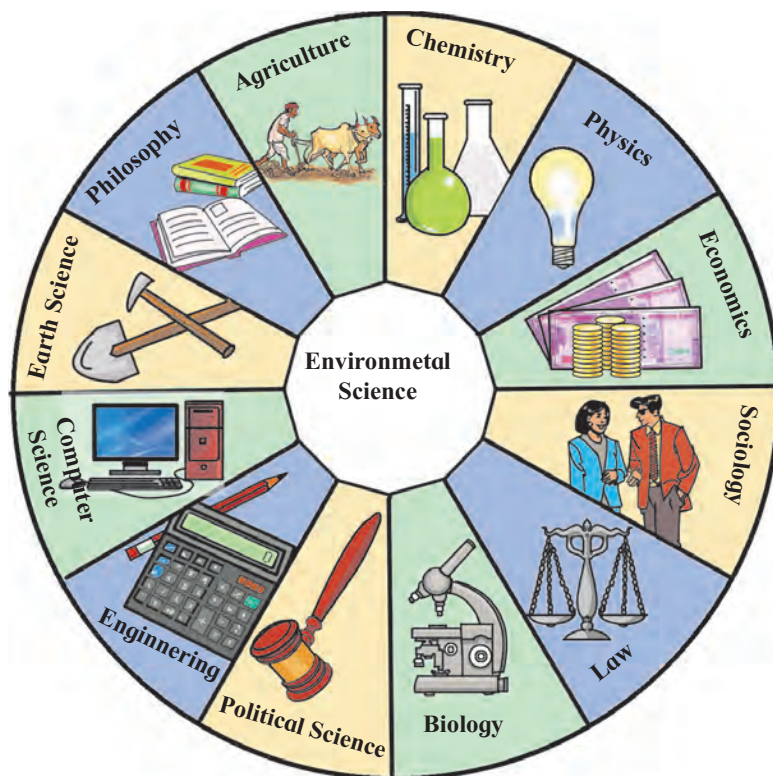 Environmetal
Science
Chemistry
Physics
Economics
Sociology
Law
Biology
Political Science
Enginnering
Computer
Science
Earth Science
Philosophy
Agriculture